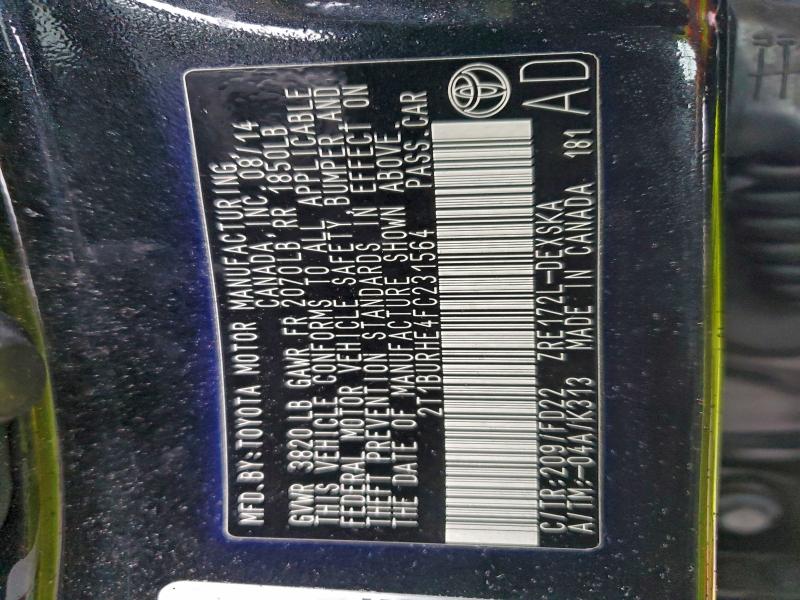 MFD.BY:TOYOTA MOTOR MANUFACTURING
CANADA INC. 08/14
GVWR 3820LB GAWR FR 2020LB RR 1850LB
THIS VEHICLE CONFORMS TO ALL APPLICABLE
FEDERAL MOTOR VEHICLE SAFETY, BUMPER, AND
THEFT PREVENTION STANDARDS IN EFFECT ON
THE DATE OF MANUFACTURE SHOWN ABOVE.
2T1BURHE4FC231564 PASS.CAR
C/TR:209/FD22 ZRE172L-DEXSKA
A/TM:-04A/K313 MADE IN CANADA 181
AD